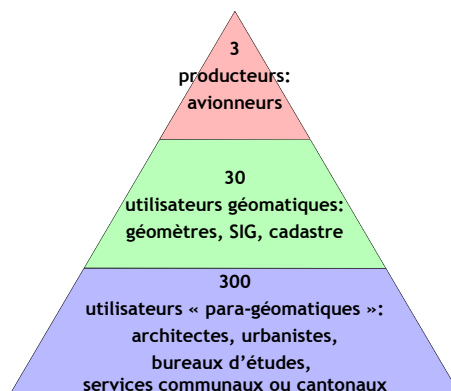 3
producteurs:
avionneurs
30
utilisateurs géomatiques:
géomètres, SIG, cadastre
300
utilisateurs « para-géomatiques »:
architectes, urbanistes,
bureaux d’études,
services communaux ou cantonaux